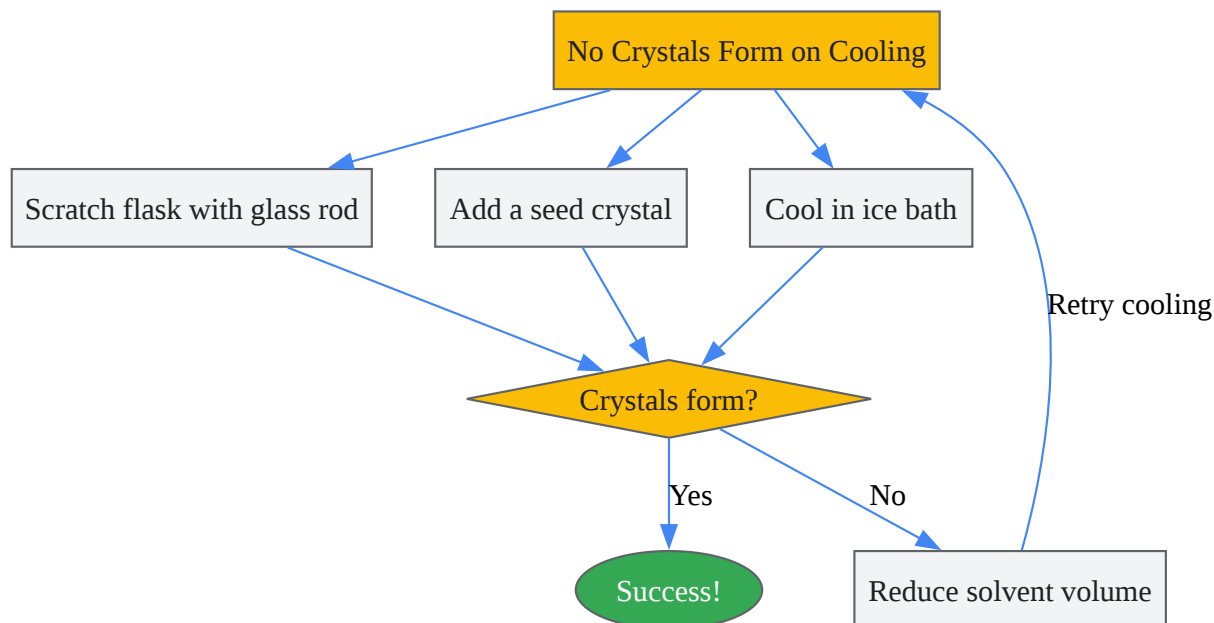 No Crystals Form on Cooling
Scratch flask with glass rod
Add a seed crystal
Cool in ice bath
Retry cooling
Crystals form?
Yes
No
Success!
Reduce solvent volume